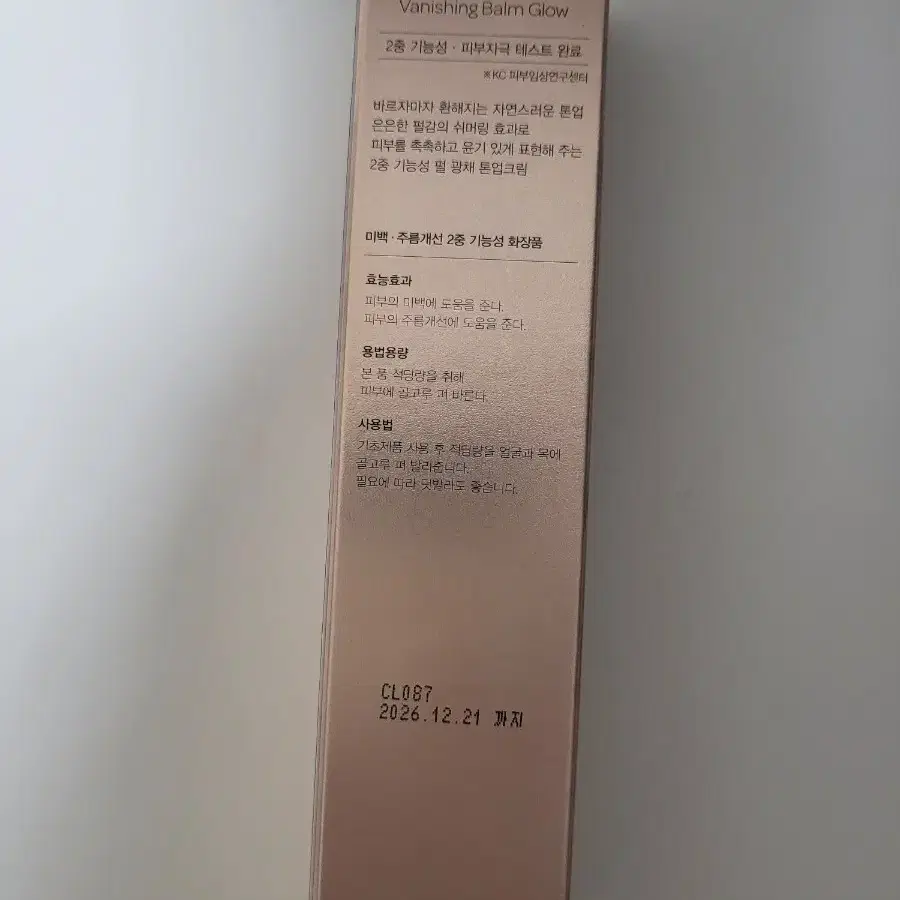 Vanishing Balm Glow
2중 기능성 · 피부자극 테스트 완료
※KC 피부임상연구센터
바르자마자 환해지는 자연스러운 톤업
은은한 펄감의 쉬머링 효과로
피부를 촉촉하고 윤기 있게 표현해 주는
2중 기능성 펄 광채 톤업크림
미백 · 주름개선 2중 기능성 화장품
효능효과
피부의 미백에 도움을 준다.
피부의 주름개선에 도움을 준다.
용법용량
본 품 적당량을 취해
피부에 골고루 펴 바른다.
사용법
기초제품 사용 후 적당량을 얼굴과 목에
골고루 펴 발라줍니다.
필요에 따라 덧발라도 좋습니다.
CL087
2026.12.21 까지